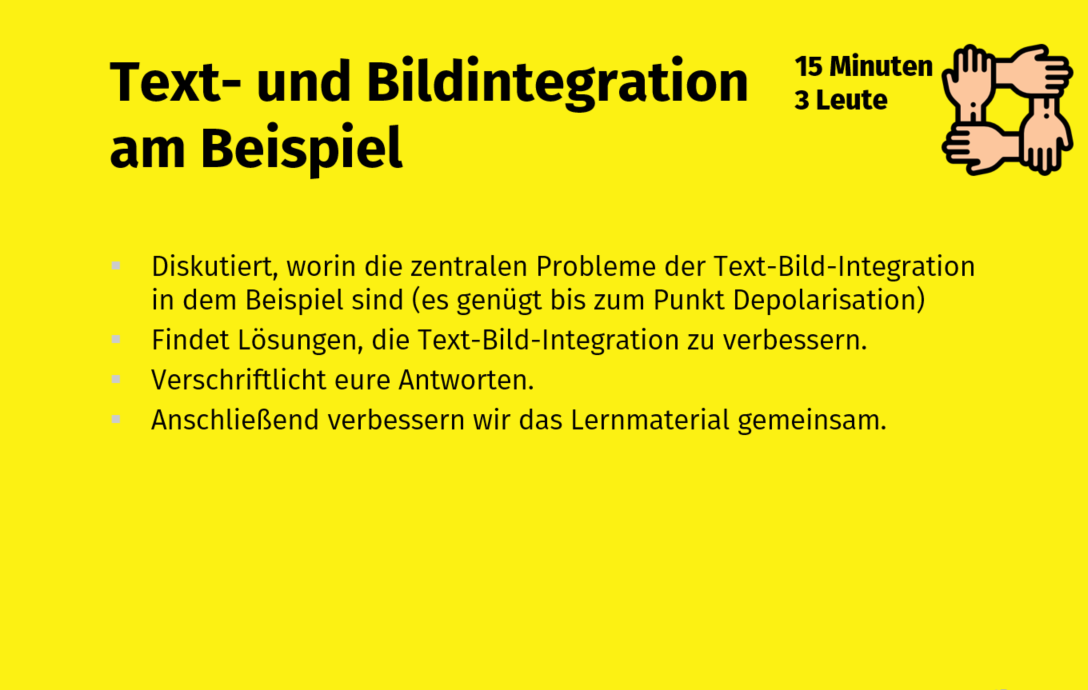 Text- und Bildintegration
am Beispiel
15 Minuten
3 Leute
Diskutiert, worin die zentralen Probleme der Text-Bild-Integration
in dem Beispiel sind (es genügt bis zum Punkt Depolarisation)
Findet Lösungen, die Text-Bild-Integration zu verbessern.
Verschriftlicht eure Antworten.
Anschließend verbessern wir das Lernmaterial gemeinsam.